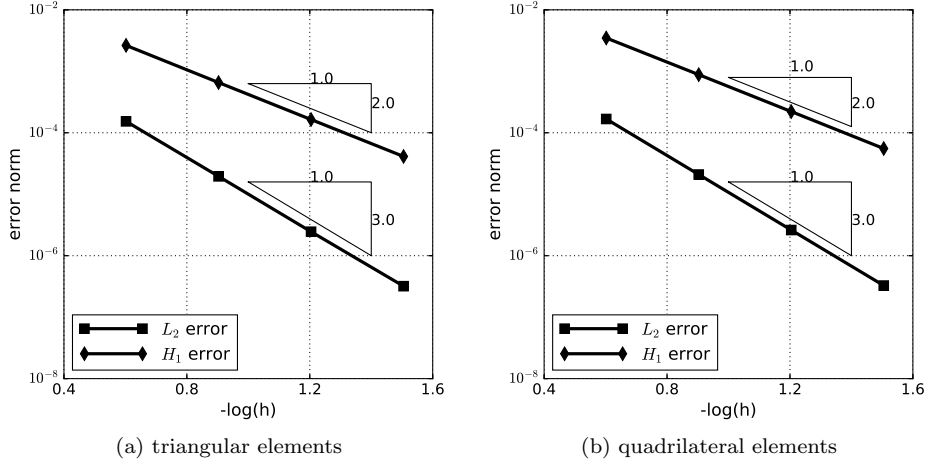 10⁻²
10⁻⁴
10⁻⁶
10⁻⁸
error norm
1.0
2.0
1.0
3.0
L₂ error
H₁ error
0.4 0.8 1.2 1.6
-log(h)
(a) triangular elements
10⁻²
10⁻⁴
10⁻⁶
10⁻⁸
error norm
1.0
2.0
1.0
3.0
L₂ error
H₁ error
0.4 0.8 1.2 1.6
-log(h)
(b) quadrilateral elements